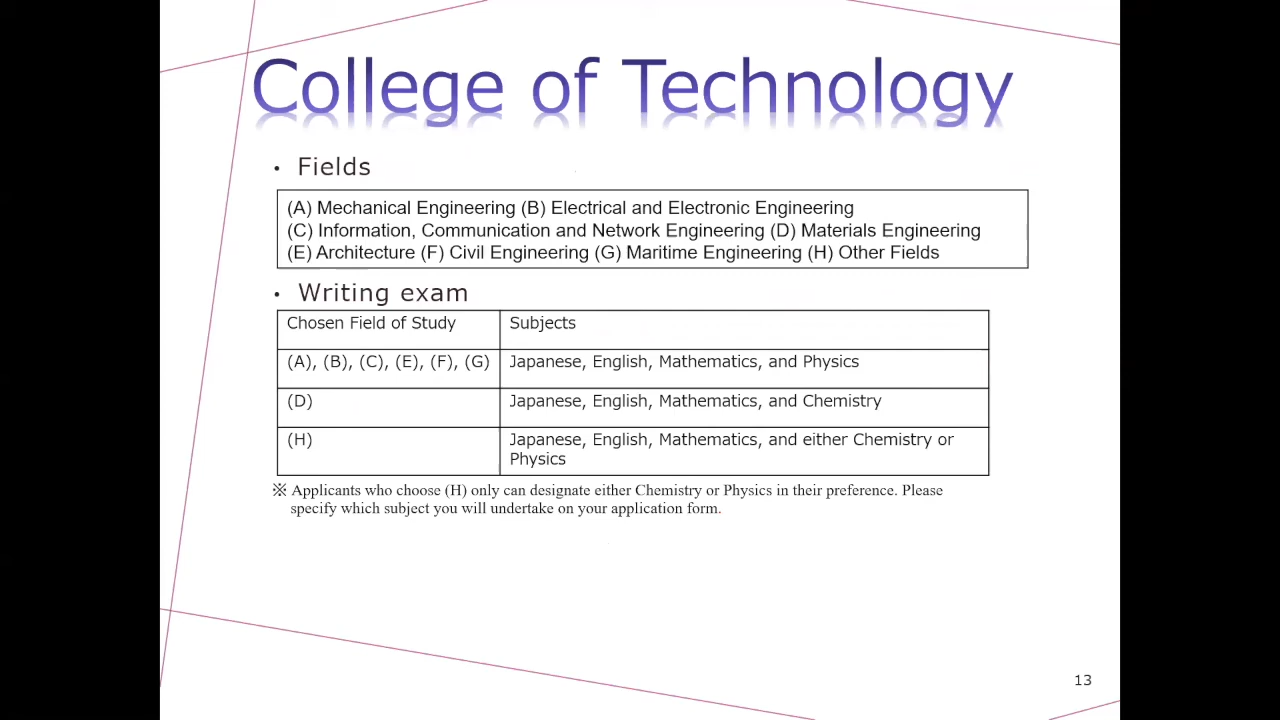 College of Technology
・ Fields
(A) Mechanical Engineering (B) Electrical and Electronic Engineering
(C) Information, Communication and Network Engineering (D) Materials Engineering
(E) Architecture (F) Civil Engineering (G) Maritime Engineering (H) Other Fields
・ Writing exam
Chosen Field of Study Subjects
(A), (B), (C), (E), (F), (G) Japanese, English, Mathematics, and Physics
(D) Japanese, English, Mathematics, and Chemistry
(H) Japanese, English, Mathematics, and either Chemistry or
Physics
※ Applicants who choose (H) only can designate either Chemistry or Physics in their preference. Please
specify which subject you will undertake on your application form.
13